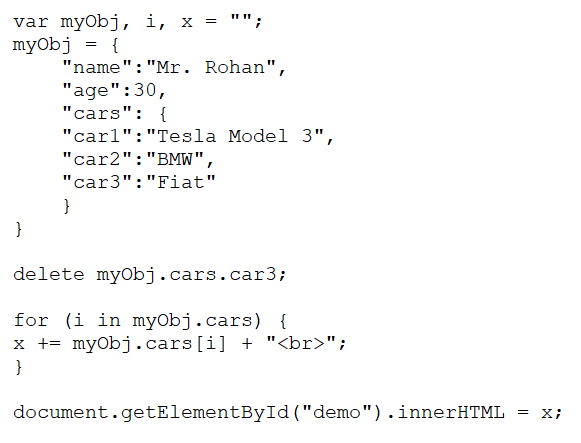 var myObj, i, x = "";
myObj = {
    "name":"Mr. Rohan",
    "age":30,
    "cars": {
    "car1":"Tesla Model 3",
    "car2":"BMW",
    "car3":"Fiat"
    }
}

delete myObj.cars.car3;

for (i in myObj.cars) {
x += myObj.cars[i] + "<br>";
}

document.getElementById("demo").innerHTML = x;